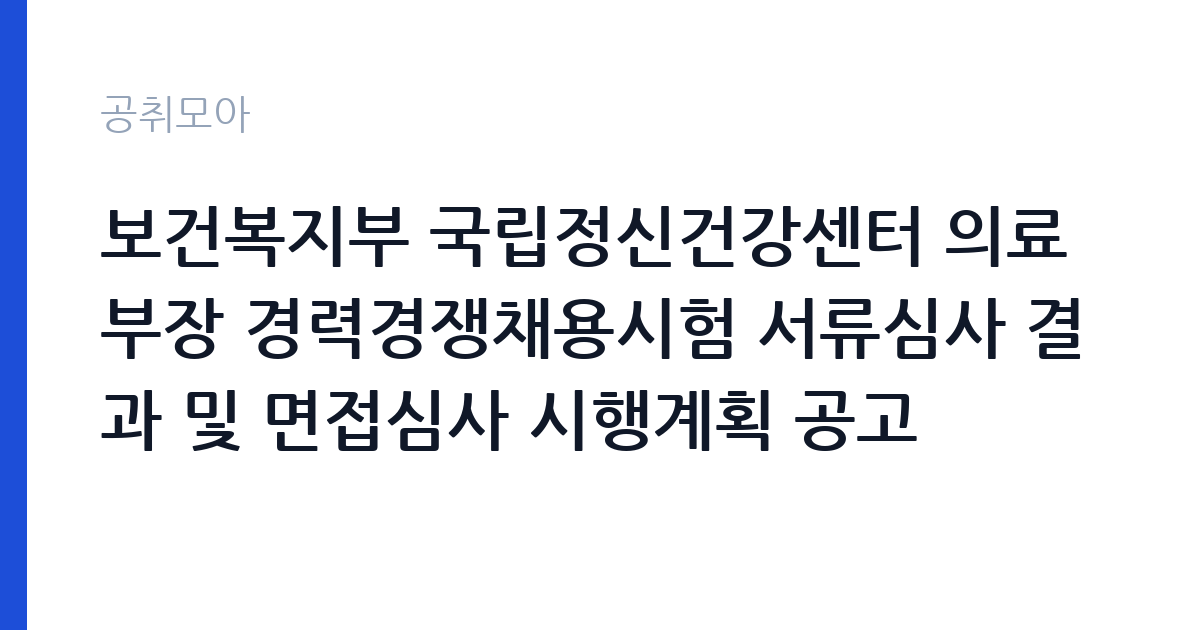 공취모아
보건복지부 국립정신건강센터 의료
부장 경력경쟁채용시험 서류심사 결
과 및 면접심사 시행계획 공고